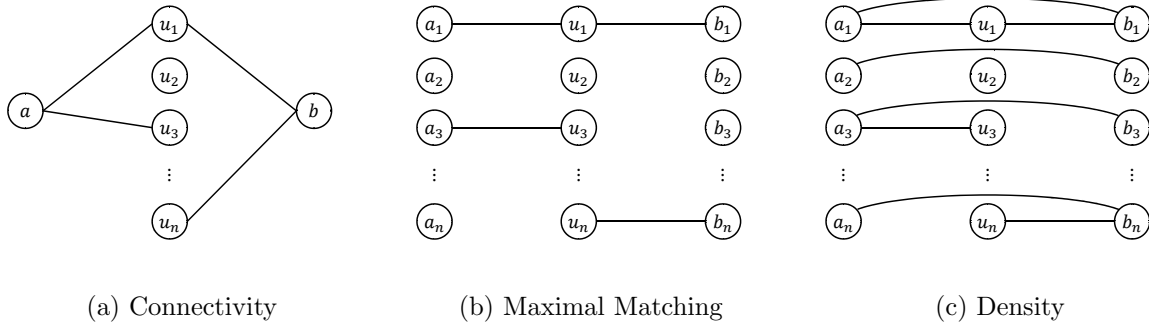 u₁
u₂
a
b
u₃
⋮
uₙ
(a) Connectivity
a₁ u₁ b₁
a₂ u₂ b₂
a₃ u₃ b₃
⋮ ⋮ ⋮
aₙ uₙ bₙ
(b) Maximal Matching
a₁ u₁ b₁
a₂ u₂ b₂
a₃ u₃ b₃
⋮ ⋮ ⋮
aₙ uₙ bₙ
(c) Density